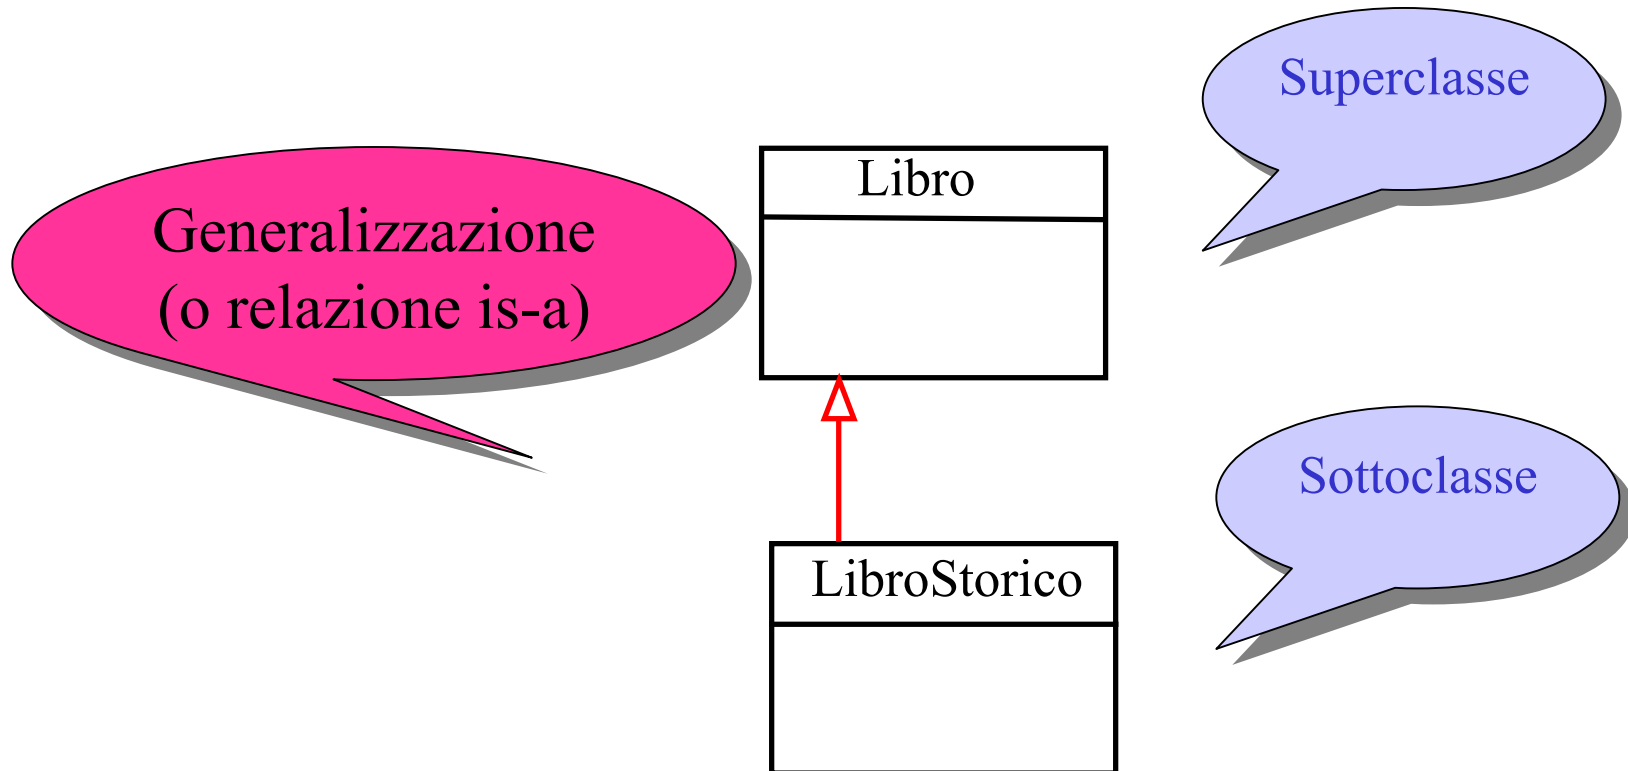 Superclasse
Libro
Generalizzazione
(o relazione is-a)
Sottoclasse
LibroStorico